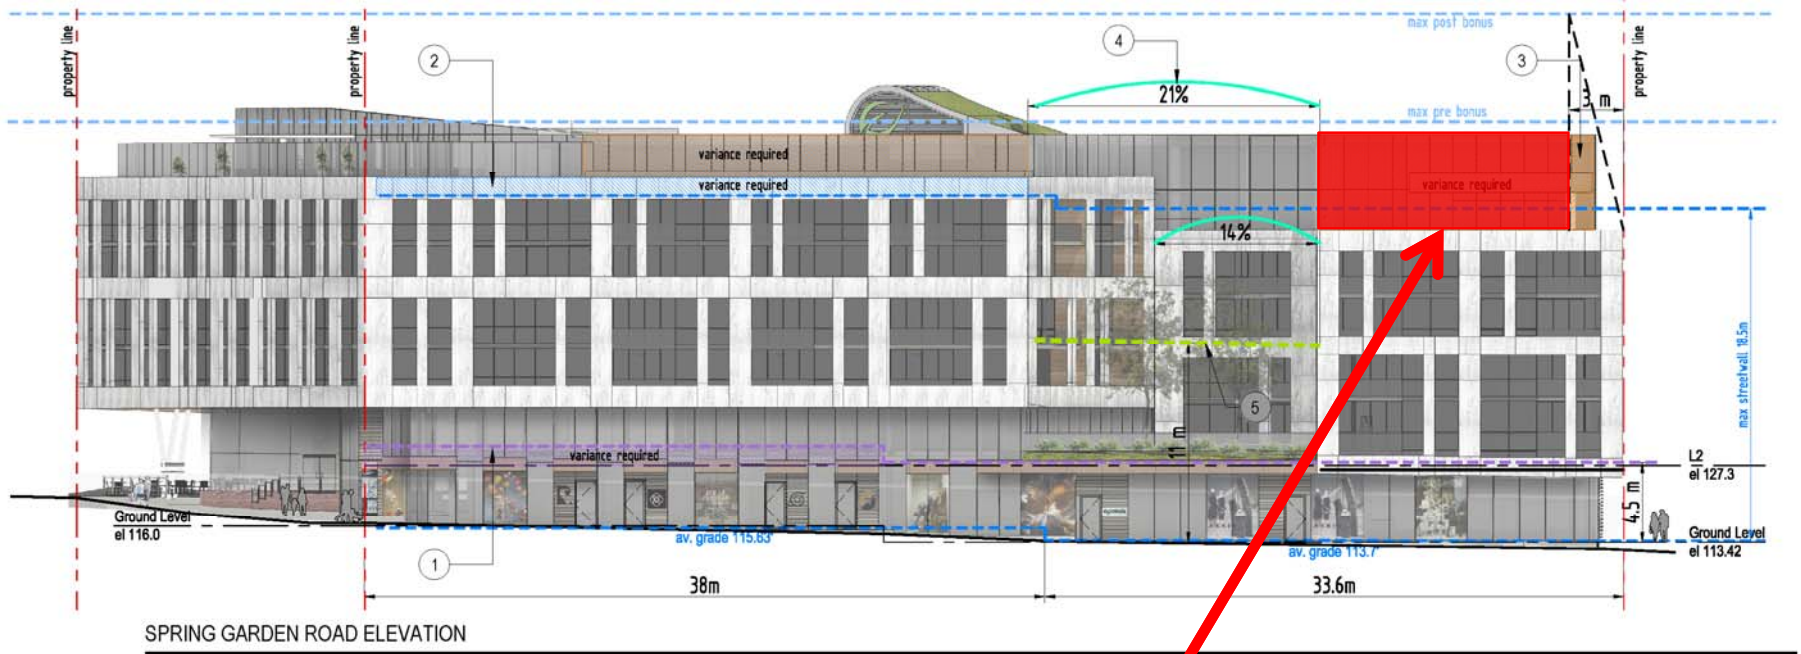 max post bonus
property line
property line
property line
2
4
3
21%
3 m
max pre bonus
variance required
variance required
variance required
14%
max streetwall 18.5m
5
11 m
variance required
L2
el 127.3
4.5 m
Ground Level
el 116.0
av. grade 115.63'
av. grade 113.7'
Ground Level
el 113.42
1
38m
33.6m
SPRING GARDEN ROAD ELEVATION